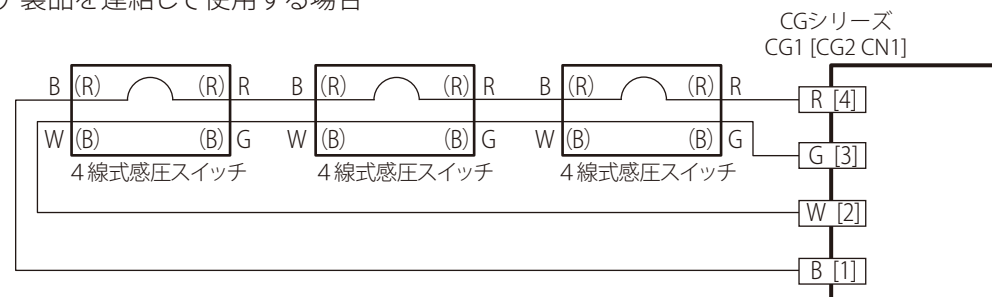 製品を連結して使用する場合
CGシリーズ
CG1 [CG2 CN1]
B (R) (R) R B (R) (R) R B (R) (R) R
R [4]
W (B) (B) G W (B) (B) G W (B) (B) G
G [3]
4線式感圧スイッチ 4線式感圧スイッチ 4線式感圧スイッチ
W [2]
B [1]